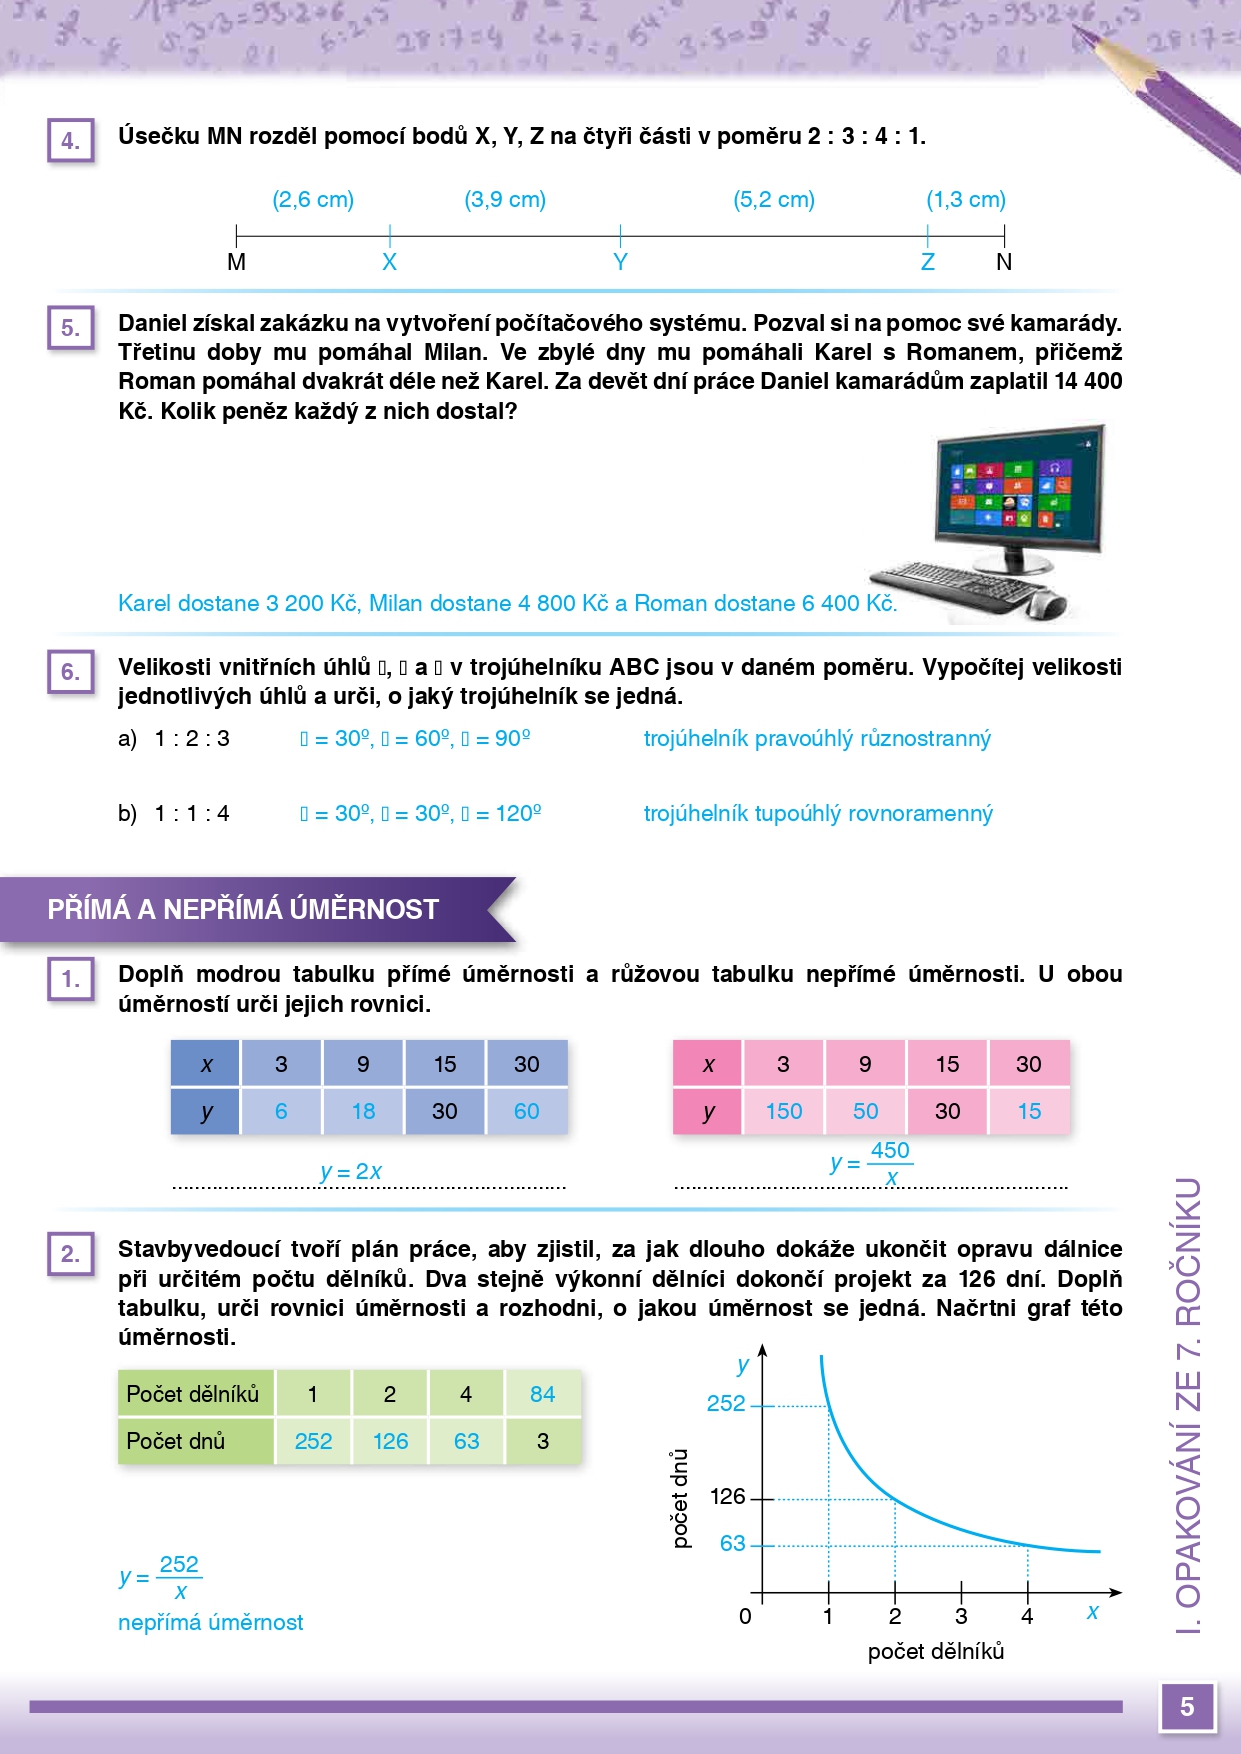 4.
Úsečku MN rozděl pomocí bodů X, Y, Z na čtyři části v poměru 2 : 3 : 4 : 1.
(2,6 cm) (3,9 cm) (5,2 cm) (1,3 cm)
M X Y Z N
5.
Daniel získal zakázku na vytvoření počítačového systému. Pozval si na pomoc své kamarády.
Třetinu doby mu pomáhal Milan. Ve zbylé dny mu pomáhali Karel s Romanem, přičemž
Roman pomáhal dvakrát déle než Karel. Za devět dní práce Daniel kamarádům zaplatil 14 400
Kč. Kolik peněz každý z nich dostal?
Karel dostane 3 200 Kč, Milan dostane 4 800 Kč a Roman dostane 6 400 Kč.
6.
Velikosti vnitřních úhlů ▯, ▯ a ▯ v trojúhelníku ABC jsou v daném poměru. Vypočítej velikosti
jednotlivých úhlů a urči, o jaký trojúhelník se jedná.
a) 1 : 2 : 3 ▯ = 30º, ▯ = 60º, ▯ = 90º trojúhelník pravoúhlý různostranný
b) 1 : 1 : 4 ▯ = 30º, ▯ = 30º, ▯ = 120º trojúhelník tupoúhlý rovnoramenný
PŘÍMÁ A NEPŘÍMÁ ÚMĚRNOST
1.
Doplň modrou tabulku přímé úměrnosti a růžovou tabulku nepřímé úměrnosti. U obou
úměrností urči jejich rovnici.
x 3 9 15 30
y 6 18 30 60
y = 2x
x 3 9 15 30
y 150 50 30 15
y = 450/x
2.
Stavbyvedoucí tvoří plán práce, aby zjistil, za jak dlouho dokáže ukončit opravu dálnice
při určitém počtu dělníků. Dva stejně výkonní dělníci dokončí projekt za 126 dní. Doplň
tabulku, urči rovnici úměrnosti a rozhodni, o jakou úměrnost se jedná. Načrtni graf této
úměrnosti.
Počet dělníků 1 2 4 84
Počet dnů 252 126 63 3
y = 252/x
nepřímá úměrnost
y
252
126
63
počet dnů
0 1 2 3 4 x
počet dělníků
I. OPAKOVÁNÍ ZE 7. ROČNÍKU
5